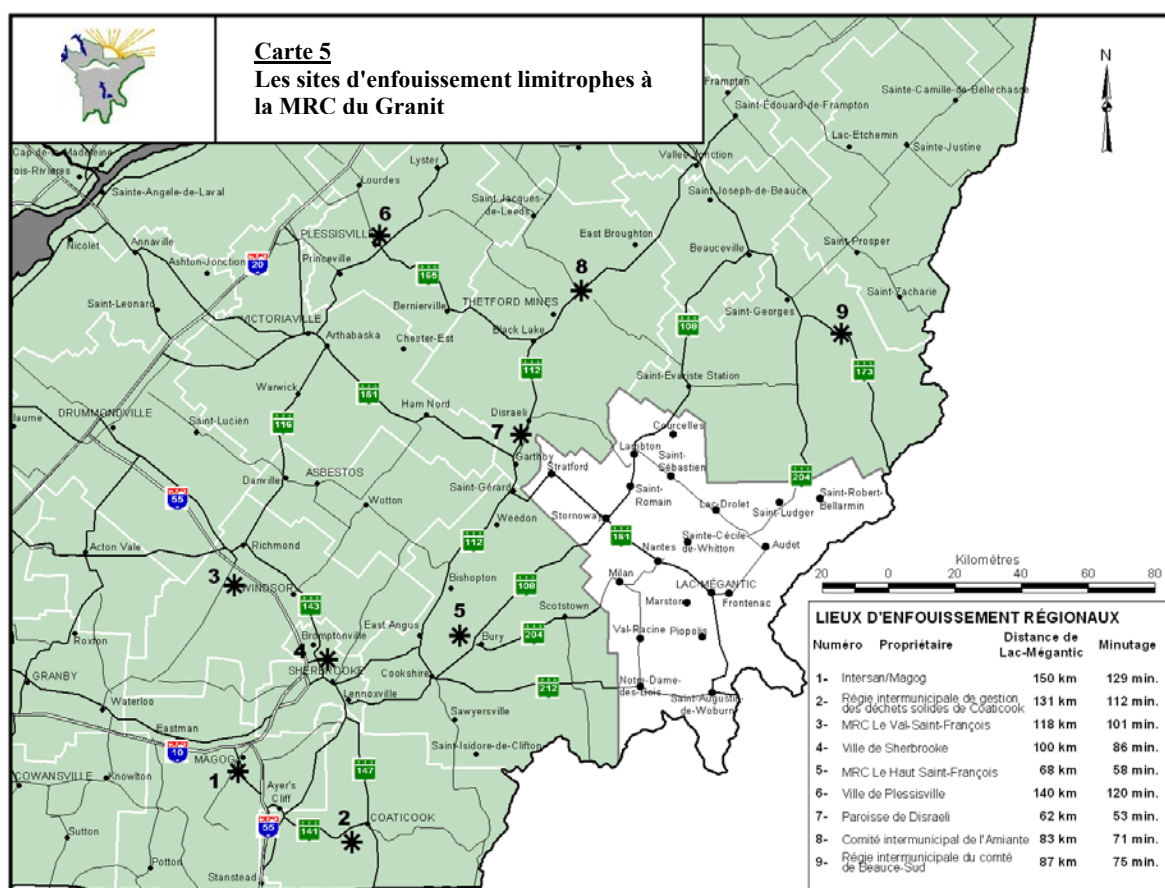 Carte 5
Les sites d'enfouissement limitrophes à
la MRC du Granit
N
Frampton
Sainte-Camille-de-Bellechasse
Saint-Édouard-de-Frampton
Lac-Etchemin
Sainte-Justine
Cap-de-la-Madeleine
Trois-Rivières
Lyster
Vallee-Jonction
Lourdes
Sainte-Angele-de-Laval
Saint-Joseph-de-Beauce
Saint-Jacques-
de-Leeds
6
PLESSISVILLE
East Broughton
Saint-Prosper
Nicolet
Annaville
Beauceville
20
Ashton-Jonction
Princeville
165
8
Saint-Zacharie
Saint-Leonard
Bernierville
THETFORD MINES
Saint-Georges
9
VICTORIAVILLE
108
Arthabaska
Black Lake
Chester-Est
112
173
Saint-Evariste Station
Warwick
161
Ham Nord
DRUMMONDVILLE
Saint-Lucien
116
Disraeli
7
Courcelles
Garthby
Lambton
Saint-
Sébastien
Stratford
ASBESTOS
Danville
204
55
Saint-Gérard
Saint-
Romain
Saint-Robert-
Bellarmin
Wotton
Lac-Drolet
Saint-Ludger
Weedon
Stornoway
161
Sainte-Cécile
de-Whitton
Audet
112
Acton Vale
Richmond
Nantes
3
WINDSOR
Bishopton
108
Milan
LAC-MÉGANTIC
Frontenac
Marston
143
Scotstown
5
East Angus
Bury
204
Roxton
Bromptonville
Val-Racine
Piopolis
4
SHERBROOKE
Cookshire
GRANBY
212
Notre-Dame-
des-Bois
Saint-Augustin-
de-Woburn
Lennoxville
Waterloo
Sawyersville
Eastman
10
Saint-Isidore-de-Clifton
MAGOG
1
147
COWANSVILLE
Knowlton
Ayer's
Cliff
55
141
2
COATICOOK
Sutton
Potton
Stanstead
Kilomètres
20 0 20 40 60 80
LIEUX D'ENFOUISSEMENT RÉGIONAUX
Numéro Propriétaire Distance de Lac-Mégantic Minutage
1- Intersan/Magog 150 km 129 min.
2- Régie intermunicipale de gestion des déchets solides de Coaticook 131 km 112 min.
3- MRC Le Val-Saint-François 118 km 101 min.
4- Ville de Sherbrooke 100 km 86 min.
5- MRC Le Haut Saint-François 68 km 58 min.
6- Ville de Plessisville 140 km 120 min.
7- Paroisse de Disraeli 62 km 53 min.
8- Comité intermunicipal de l'Amiante 83 km 71 min.
9- Régie intermunicipale du comté de Beauce-Sud 87 km 75 min.